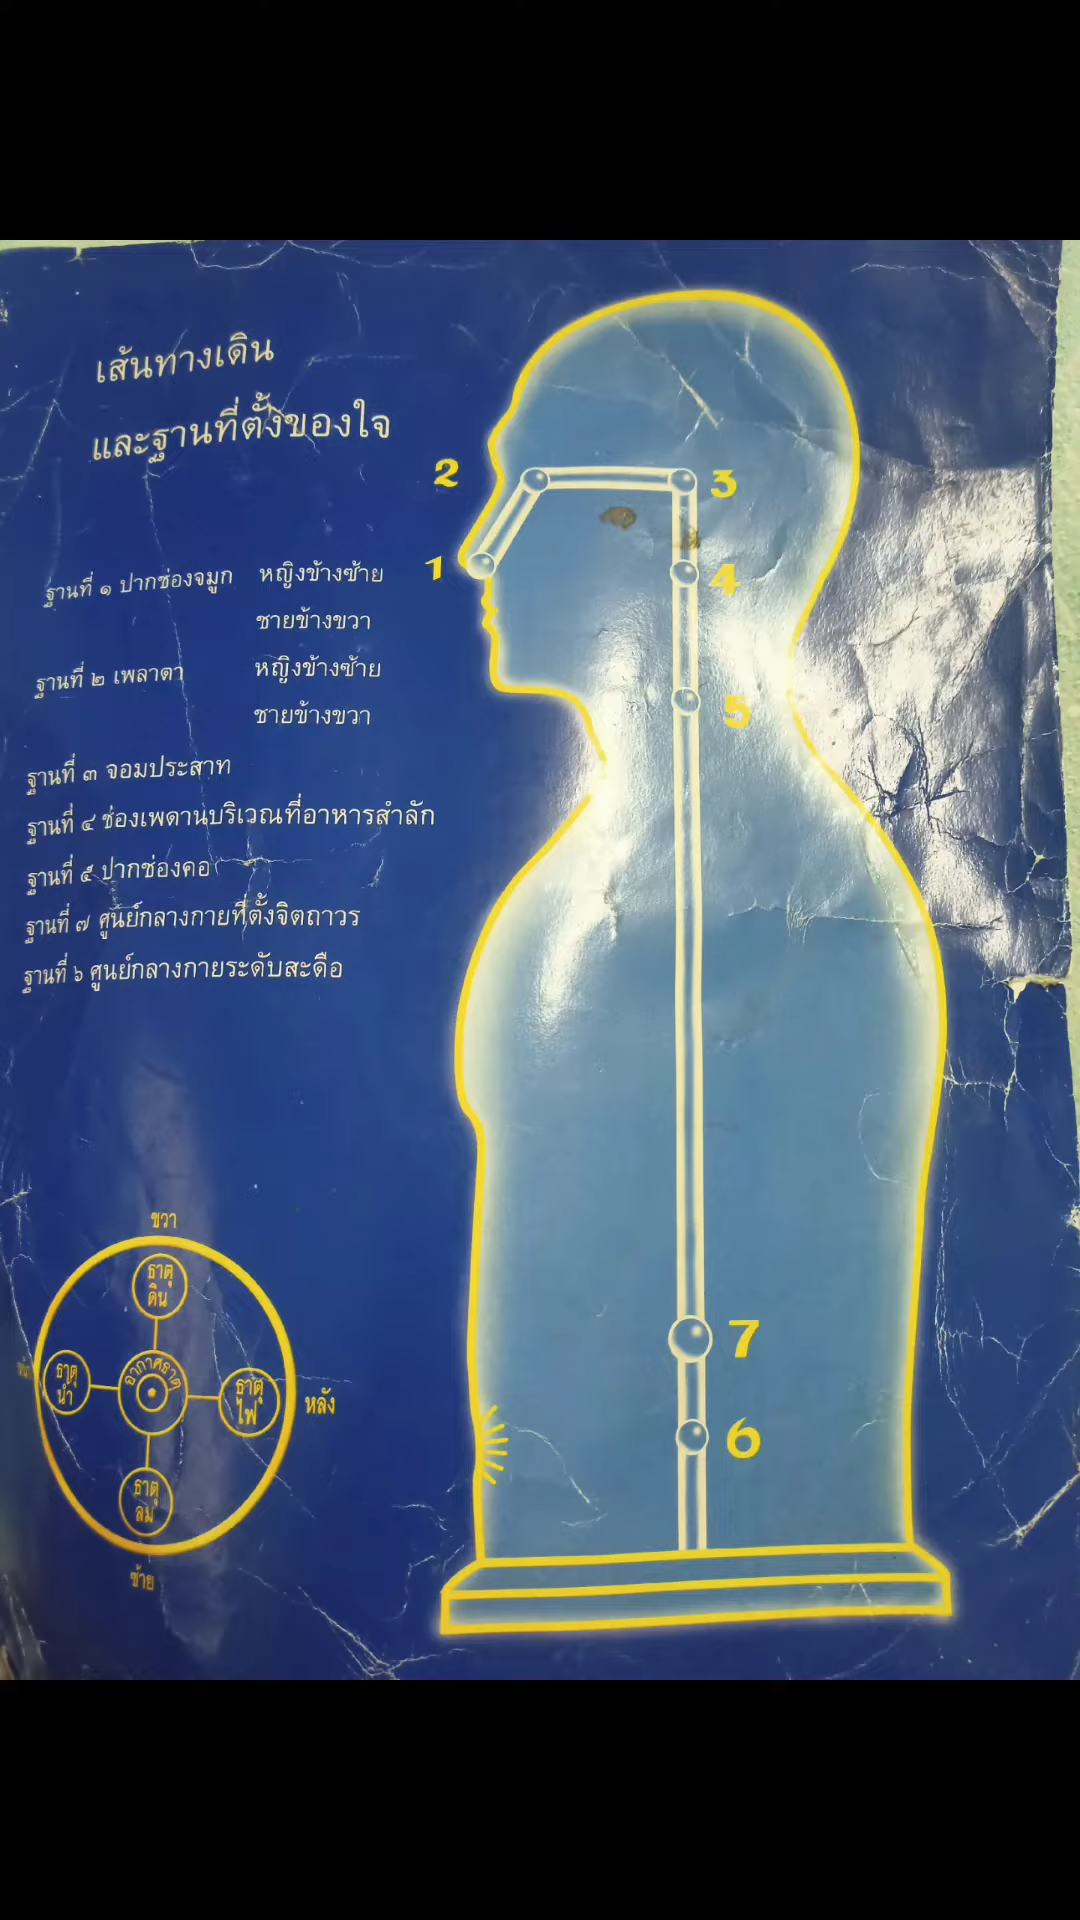 เส้นทางเดิน
และฐานที่ตั้งของใจ
ฐานที่ ๑ ปากช่องจมูก หญิงข้างซ้าย
ชายข้างขวา
ฐานที่ ๒ เพลาตา หญิงข้างซ้าย
ชายข้างขวา
ฐานที่ ๓ จอมประสาท
ฐานที่ ๔ ช่องเพดานบริเวณที่อาหารสำลัก
ฐานที่ ๕ ปากช่องคอ
ฐานที่ ๗ ศูนย์กลางกายที่ตั้งจิตถาวร
ฐานที่ ๖ ศูนย์กลางกายระดับสะดือ
2
3
1
4
5
7
6
ขวา
ธาตุ
ดิน
ธาตุ
น้ำ
อากาศธาตุ
ธาตุ
ไฟ
หลัง
ธาตุ
ลม
ซ้าย